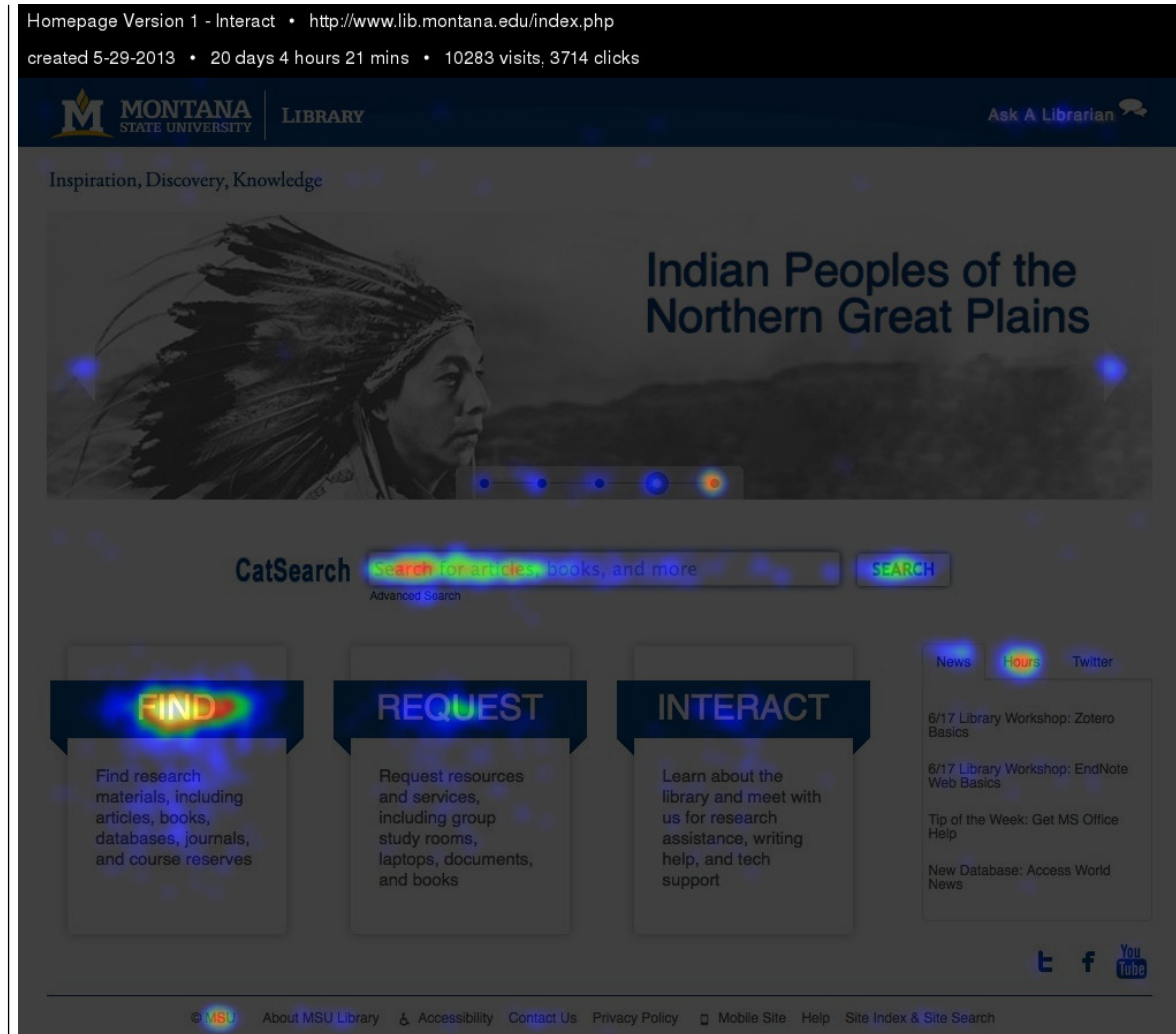 Homepage Version 1 - Interact • http://www.lib.montana.edu/index.php
created 5-29-2013 • 20 days 4 hours 21 mins • 10283 visits, 3714 clicks
M MONTANA
STATE UNIVERSITY
LIBRARY
Ask A Librarian
Inspiration, Discovery, Knowledge
Indian Peoples of the
Northern Great Plains
CatSearch
Search for articles, books, and more
SEARCH
Advanced Search
FIND
Find research
materials, including
articles, books,
databases, journals,
and course reserves
REQUEST
Request resources
and services,
including group
study rooms,
laptops, documents,
and books
INTERACT
Learn about the
library and meet with
us for research
assistance, writing
help, and tech
support
News Hours Twitter
6/17 Library Workshop: Zotero
Basics
6/17 Library Workshop: EndNote
Web Basics
Tip of the Week: Get MS Office
Help
New Database: Access World
News
t f You
Tube
© MSU About MSU Library Accessibility Contact Us Privacy Policy Mobile Site Help Site Index & Site Search